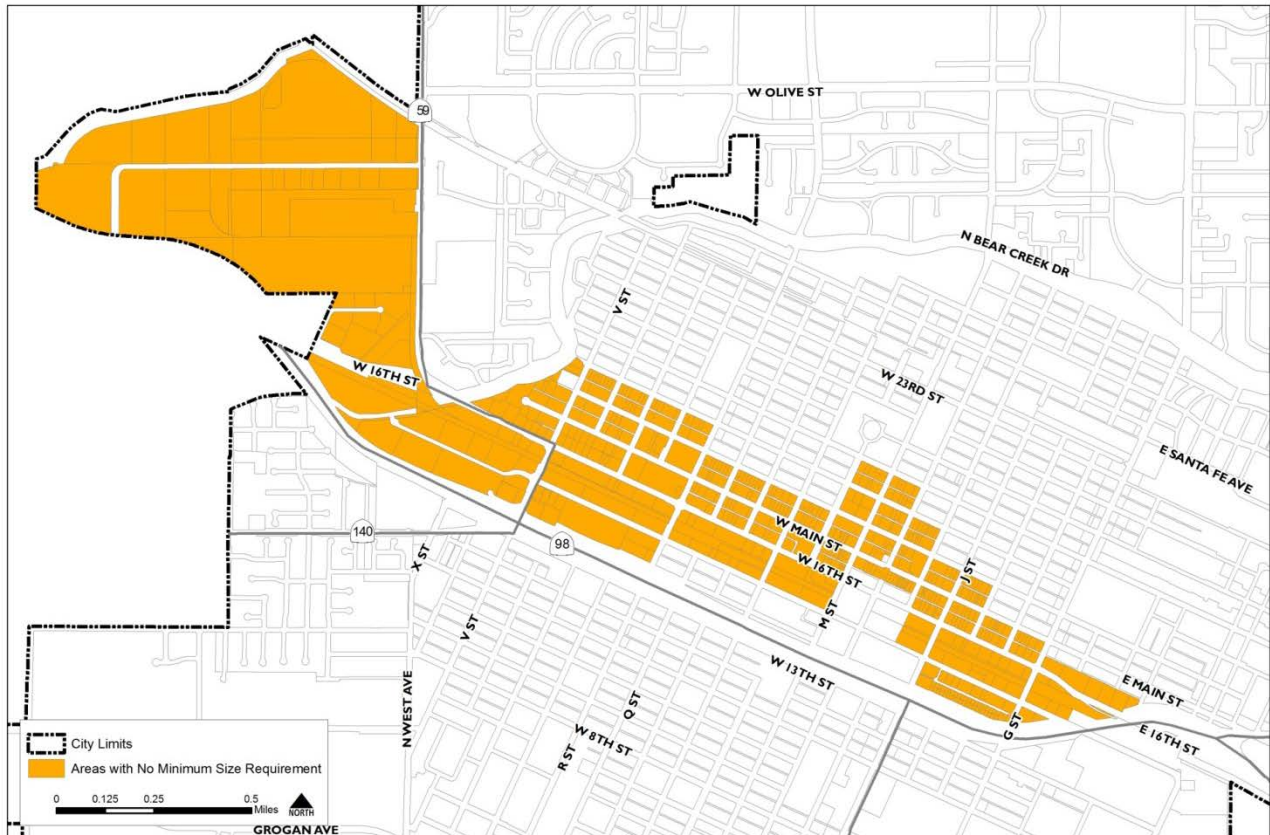 59
W OLIVE ST
N BEAR CREEK DR
V ST
W 16TH ST
W 23RD ST
E SANTA FE AVE
140
98
W MAIN ST
W 16TH ST
J ST
X ST
V ST
M ST
W 13TH ST
E MAIN ST
G ST
E 16TH ST
N WEST AVE
Q ST
W 8TH ST
R ST
City Limits
Areas with No Minimum Size Requirement
0 0.125 0.25 0.5
Miles
NORTH
GROGAN AVE